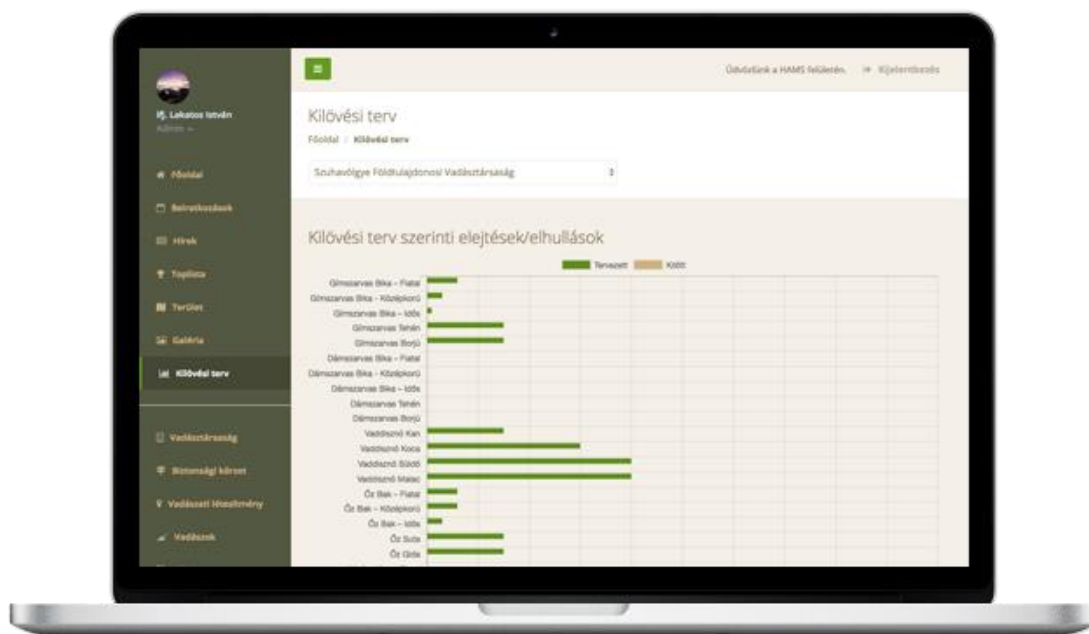 Üdvözlünk a HAMS felületén.
Kijelentkezés
ifj. Lakatos István
Admin
Főoldal
Beiratkozások
Hírek
Toplista
Terület
Galéria
Kilövési terv
Vadásztársaság
Biztonsági körzet
Vadászati létesítmény
Vadászok
Kilövési terv
Főoldal / Kilövési terv
Szuhavölgye Földtulajdonosi Vadásztársaság
Kilövési terv szerinti elejtések/elhullások
Tervezett Kilőtt
Gímszarvas Bika - Fiatal
Gímszarvas Bika - Középkorú
Gímszarvas Bika - Idős
Gímszarvas Tehén
Gímszarvas Borjú
Dámszarvas Bika - Fiatal
Dámszarvas Bika - Középkorú
Dámszarvas Bika - Idős
Dámszarvas Tehén
Dámszarvas Borjú
Vaddisznó Kan
Vaddisznó Koca
Vaddisznó Süldő
Vaddisznó Malac
Őz Bak - Fiatal
Őz Bak - Középkorú
Őz Bak - Idős
Őz Suta
Őz Gida